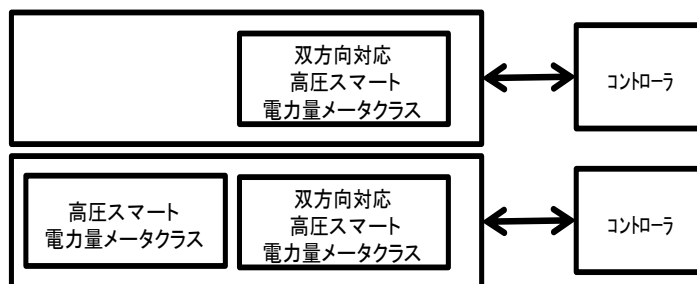 双方向対応
高圧スマート
電力量メータクラス
コントローラ
高圧スマート
電力量メータクラス
双方向対応
高圧スマート
電力量メータクラス
コントローラ